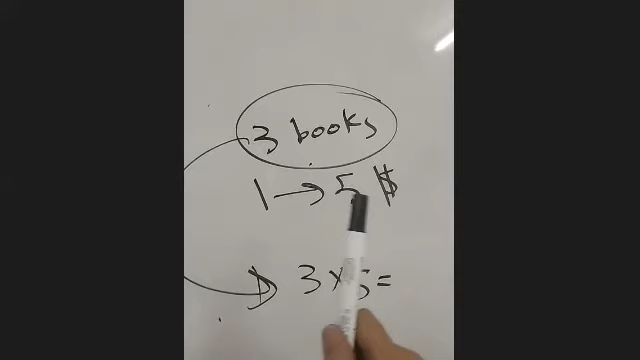 3 books
1 → 5 $
3 x 5 =